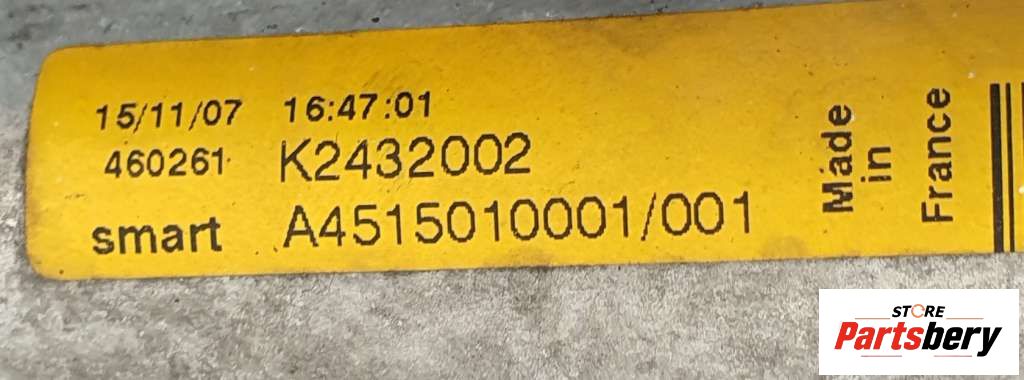 15/11/07 16:47:01
460261 K2432002
smart A4515010001/001
Made
in
France
STORE
Partsbery